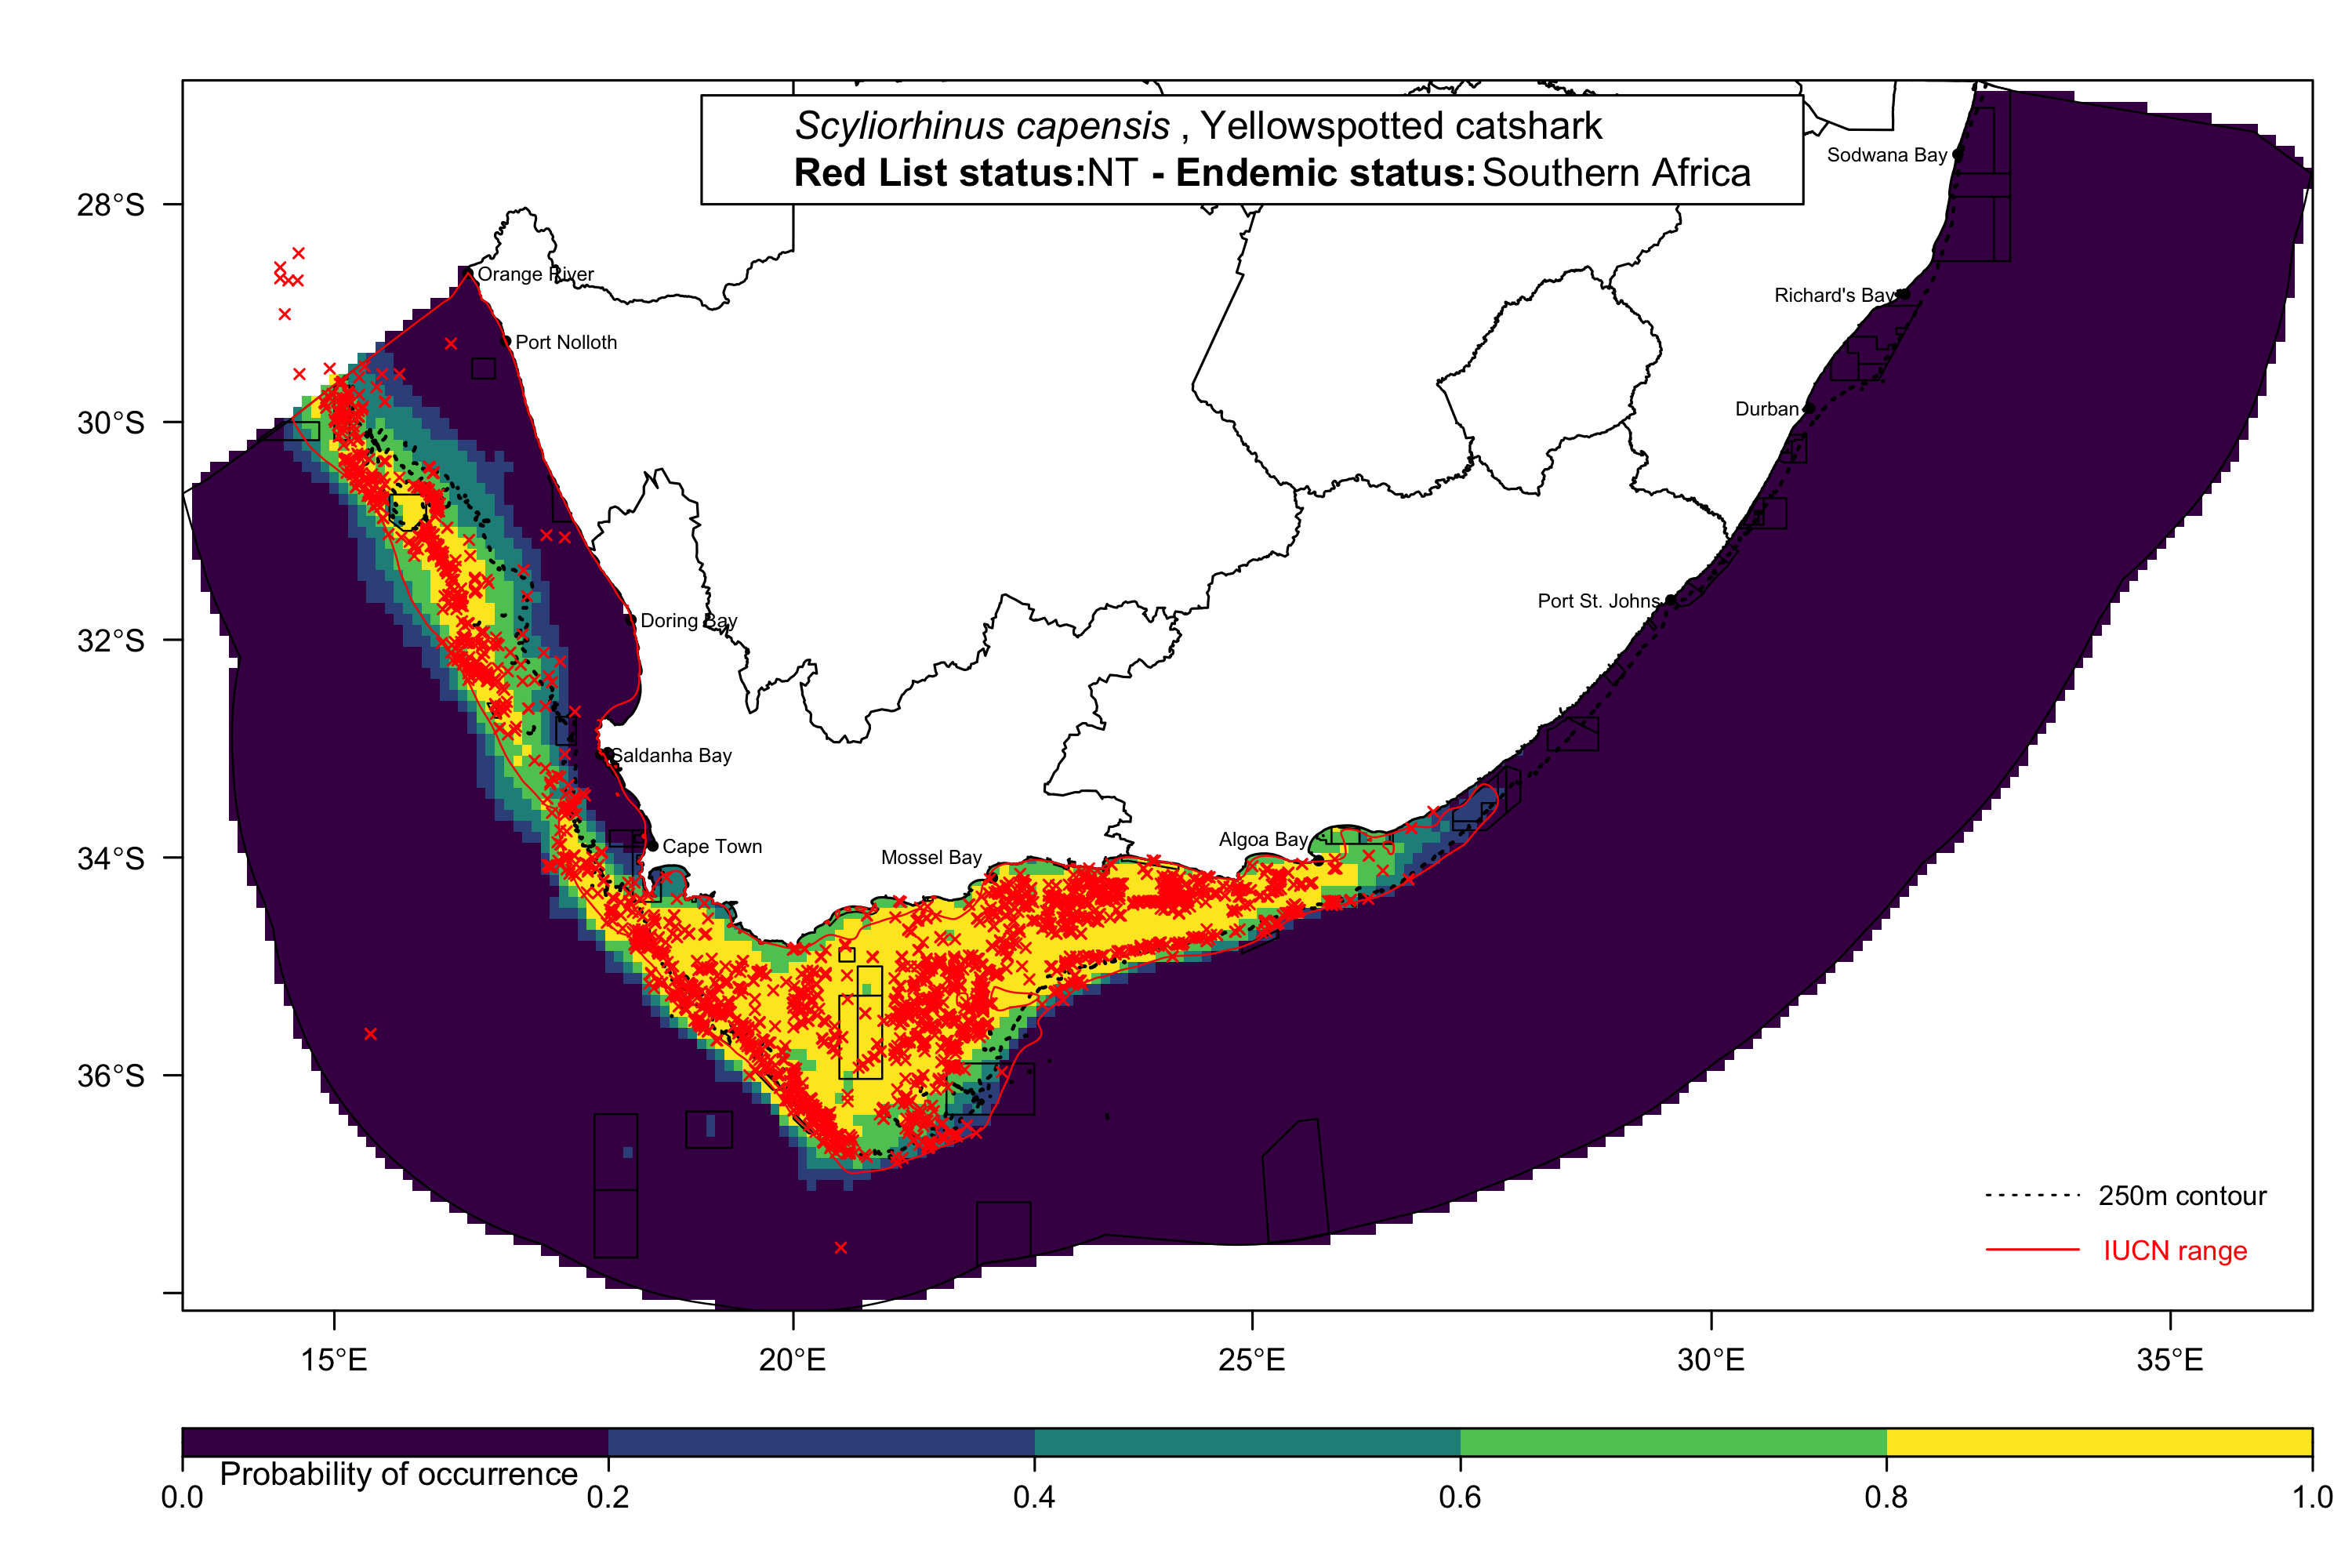 Scyliorhinus capensis , Yellowspotted catshark
Red List status:NT - Endemic status:Southern Africa
Sodwana Bay
28°S
Orange River
Richard's Bay
Port Nolloth
Durban
30°S
Port St. Johns
Doring Bay
32°S
Saldanha Bay
Algoa Bay
Cape Town
Mossel Bay
34°S
36°S
250m contour
IUCN range
15°E
20°E
25°E
30°E
35°E
Probability of occurrence
0.0
0.2
0.4
0.6
0.8
1.0